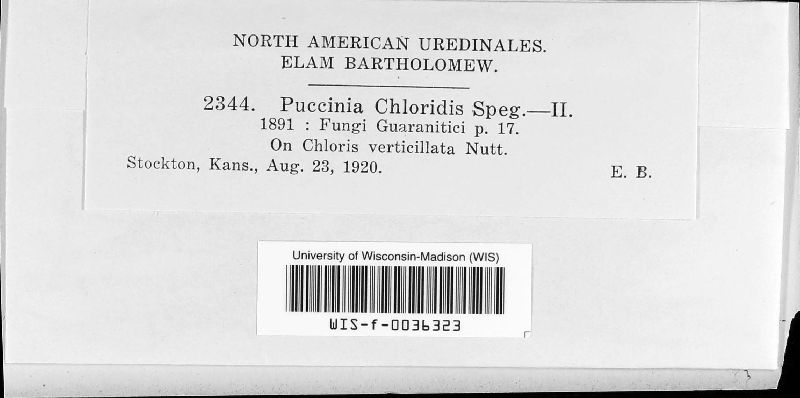 NORTH AMERICAN UREDINALES.
ELAM BARTHOLOMEW.
2344. Puccinia Chloridis Speg.—II.
1891 : Fungi Guaranitici p. 17.
On Chloris verticillata Nutt.
Stockton, Kans., Aug. 23, 1920. E. B.
University of Wisconsin-Madison (WIS)
WIS-f-0036323